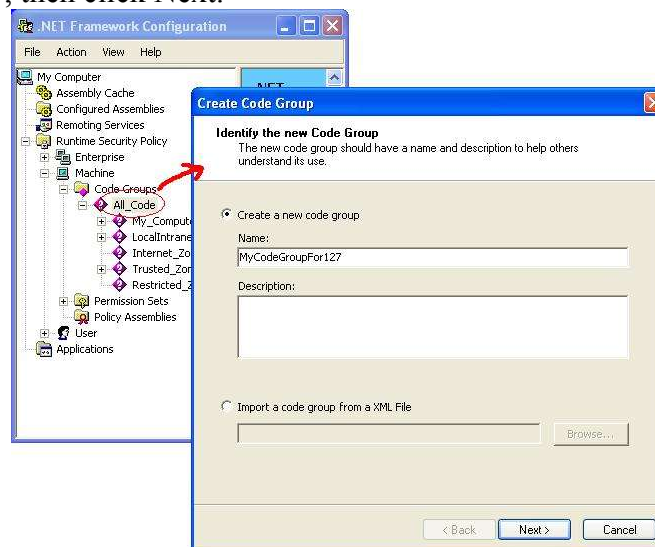 , then click Next.
.NET Framework Configuration
File Action View Help
My Computer
Assembly Cache
Configured Assemblies
Remoting Services
Runtime Security Policy
Enterprise
Machine
Code Groups
All_Code
My_Compute
LocalIntrane
Internet_Zo
Trusted_Zor
Restricted_Z
Permission Sets
Policy Assemblies
User
Applications
.NET
Create Code Group
Identify the new Code Group
The new code group should have a name and description to help others
understand its use.
Create a new code group
Name:
MyCodeGroupFor127
Description:
Import a code group from a XML File
Browse...
< Back Next > Cancel